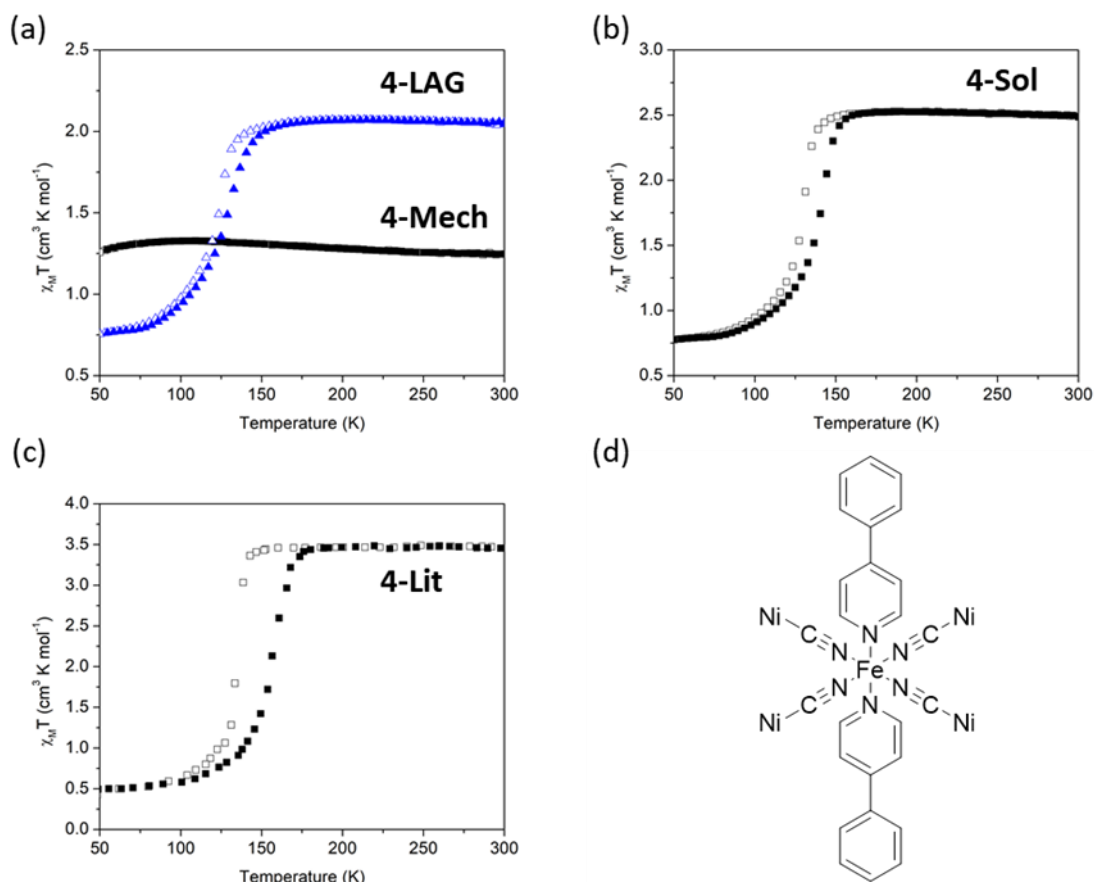 (a)
2.5
2.0
1.5
1.0
0.5
χMT (cm³ K mol⁻¹)
4-LAG
4-Mech
50 100 150 200 250 300
Temperature (K)
(b)
3.0
2.5
2.0
1.5
1.0
0.5
χMT (cm³ K mol⁻¹)
4-Sol
50 100 150 200 250 300
Temperature (K)
(c)
4.0
3.5
3.0
2.5
2.0
1.5
1.0
0.5
0.0
χMT (cm³ K mol⁻¹)
4-Lit
50 100 150 200 250 300
Temperature (K)
(d)
N
Ni C N N C Ni
Fe
Ni C N N C Ni
N